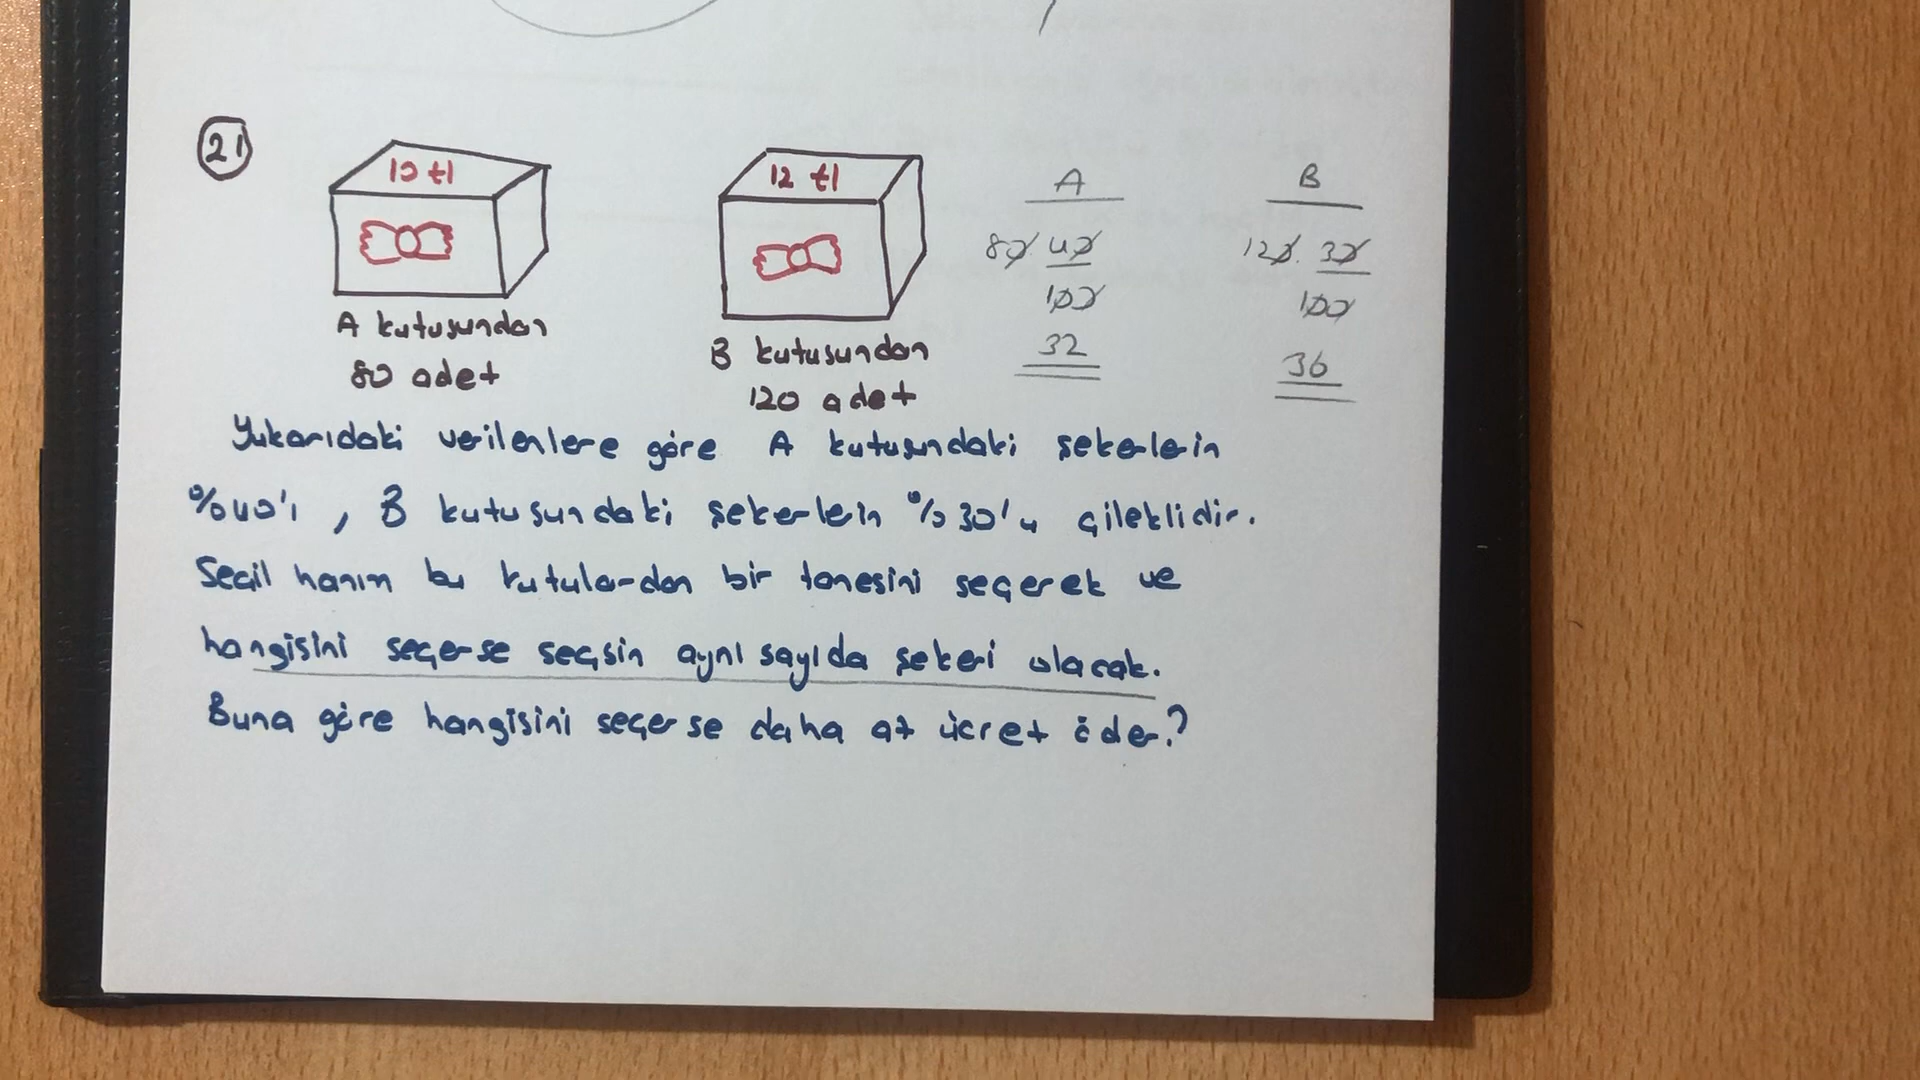 21
10 tl
12 tl
A kutusundan
80 adet
B kutusundan
120 adet
A
80 40
100
32
B
120. 30
100
36
Yukarıdaki verilenlere göre A kutusundaki şekerlerin
%40'ı , B kutusundaki şekerlerin %30'u çileklidir.
Seçil hanım bu kutulardan bir tanesini seçerek ve
hangisini seçerse seçsin aynı sayıda şekeri olacak.
Buna göre hangisini seçerse daha az ücret öder?